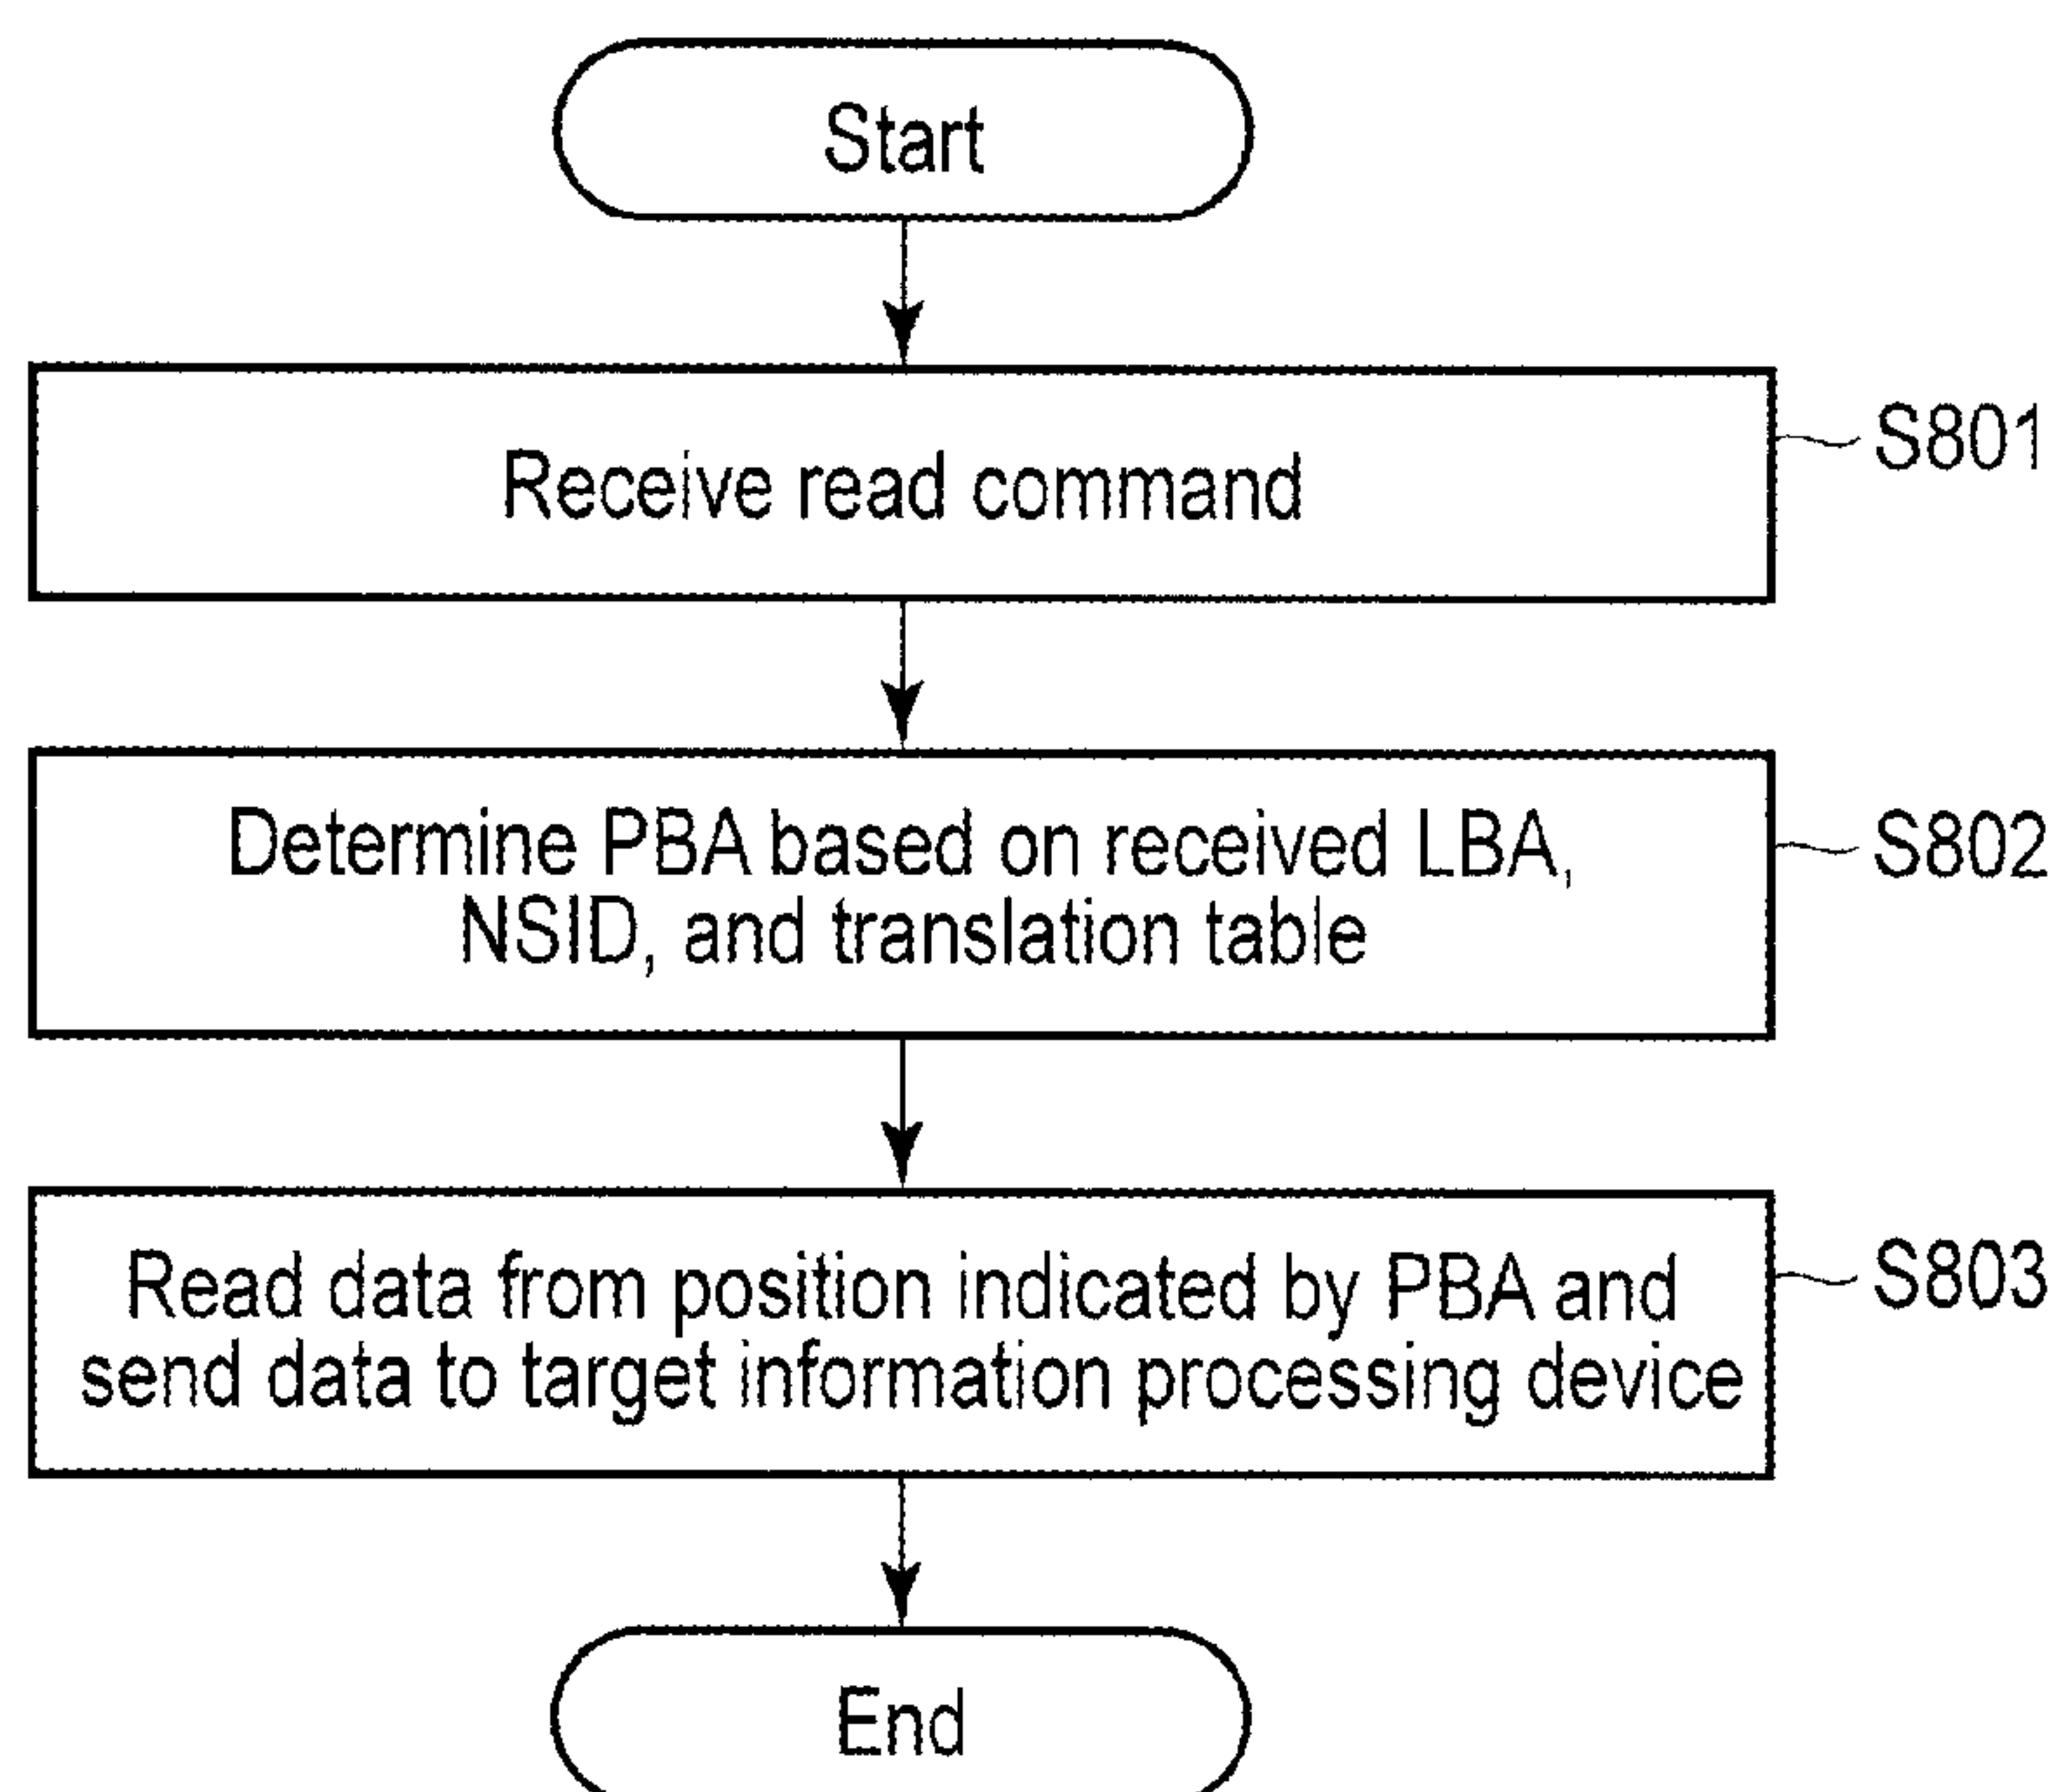 Start
Receive read command
S801
Determine PBA based on received LBA,
NSID, and translation table
S802
Read data from position indicated by PBA and
send data to target information processing device
S803
End